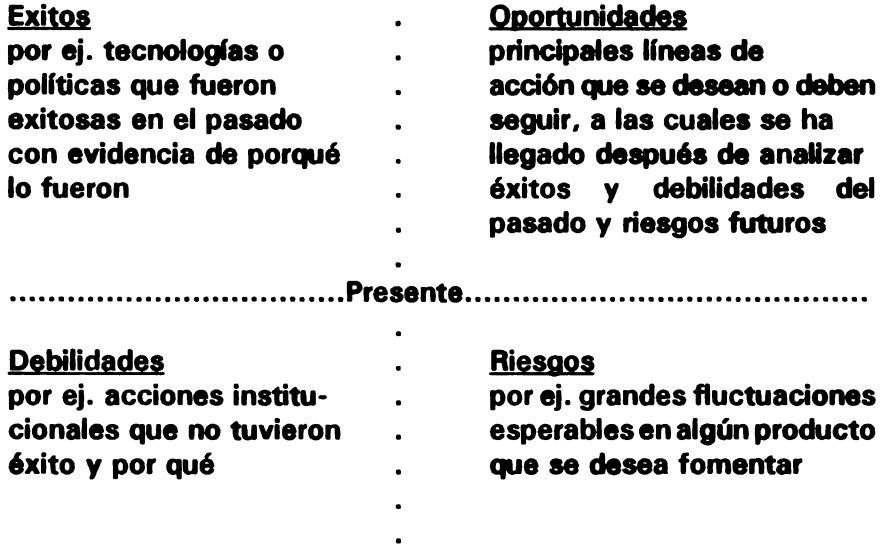 Exitos
por ej. tecnologías o
políticas que fueron
exitosas en el pasado
con evidencia de porqué
lo fueron
Oportunidades
principales líneas de
acción que se desean o deben
seguir, a las cuales se ha
llegado después de analizar
éxitos y debilidades del
pasado y riesgos futuros
..................................Presente.........................................
Debilidades
por ej. acciones institu-
cionales que no tuvieron
éxito y por qué
Riesgos
por ej. grandes fluctuaciones
esperables en algún producto
que se desea fomentar